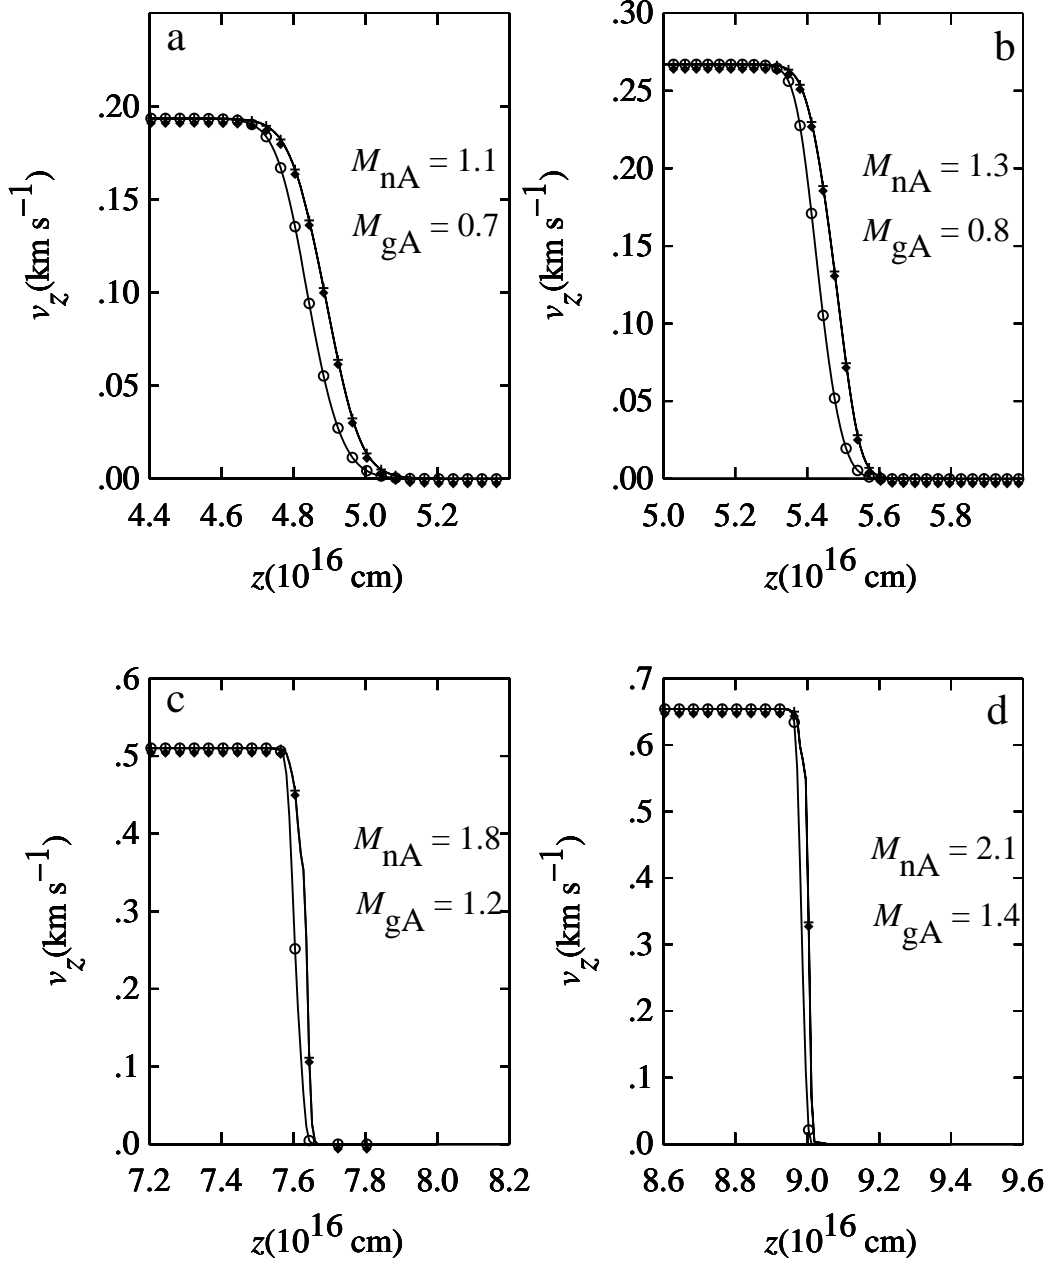 a
.20
.15
.10
.05
.00
4.4 4.6 4.8 5.0 5.2
v_z(km s^−1)
z(10^16 cm)
M_nA = 1.1
M_gA = 0.7
b
.30
.25
.20
.15
.10
.05
.00
5.0 5.2 5.4 5.6 5.8
v_z(km s^−1)
z(10^16 cm)
M_nA = 1.3
M_gA = 0.8
c
.6
.5
.4
.3
.2
.1
.0
7.2 7.4 7.6 7.8 8.0 8.2
v_z(km s^−1)
z(10^16 cm)
M_nA = 1.8
M_gA = 1.2
d
.7
.6
.5
.4
.3
.2
.1
.0
8.6 8.8 9.0 9.2 9.4 9.6
v_z(km s^−1)
z(10^16 cm)
M_nA = 2.1
M_gA = 1.4